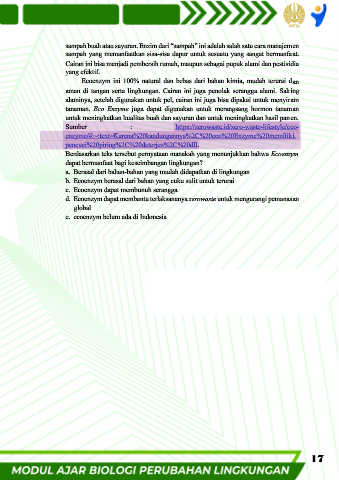 sampah buah atau sayuran. Enzim dari "sampah" ini adalah salah satu cara manajemen
sampah yang memanfaatkan sisa-sisa dapur untuk sesuatu yang sangat bermanfaat.
Cairan ini bisa menjadi pembersih rumah, maupun sebagai pupuk alami dan pestisida
yang efektif.
Ecoenzym ini 100% natural dan bebas dari bahan kimia, mudah terurai dan
aman di tangan serta lingkungan. Cairan ini juga penolak serangga alami. Saking
alaminya, setelah digunakan untuk pel, cairan ini juga bisa dipakai untuk menyiram
tanaman. Eco Enzyme juga dapat digunakan untuk merangsang hormon tanaman
untuk meningkatkan kualitas buah dan sayuran dan untuk meningkatkan hasil panen.
Sumber : https://zerowaste.id/zero-waste-lifestyle/eco-
enzyme/#:~:text=Karena%20kandungannya%2C%20Eco%20Enzyme%20memiliki,
pencuci%20piring%2C%20deterjen%2C%20dll.
Berdasarkan teks tersebut pernyataan manakah yang menunjukkan bahwa Ecoenzym
dapat bermanfaat bagi keseimbangan lingkungan?
a. Berasal dari bahan-bahan yang mudah didapatkan di lingkungan
b. Ecoenzym berasal dari bahan yang cuku sulit untuk terurai
c. Ecoenzym dapat membunuh serangga
d. Ecoenzym dapat membantu terlaksananya zerowaste untuk mengurangi pemanasan
global
e. ecoenzym belum ada di Indonesia
17
MODUL AJAR BIOLOGI PERUBAHAN LINGKUNGAN